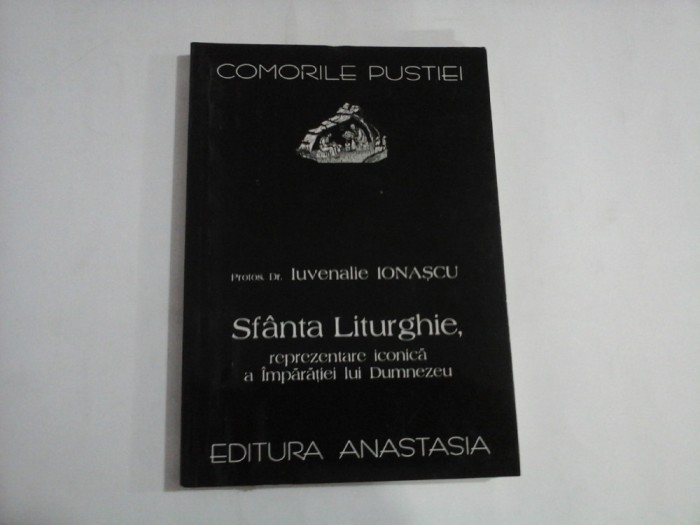 COMORILE PUSTIEI
Protos. Dr. Iuvenalie IONAȘCU
Sfânta Liturghie,
reprezentare iconică
a Împărăției lui Dumnezeu
EDITURA ANASTASIA